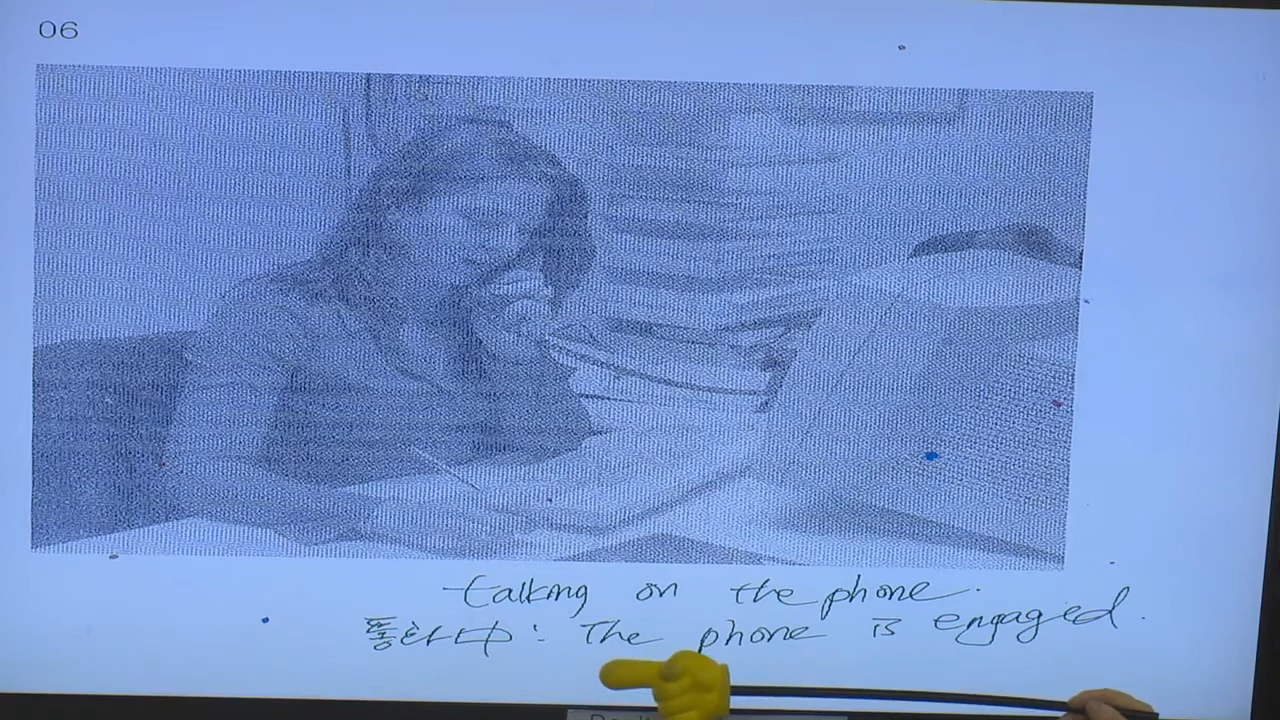 06
talking on the phone.
통화中: The phone is engaged.